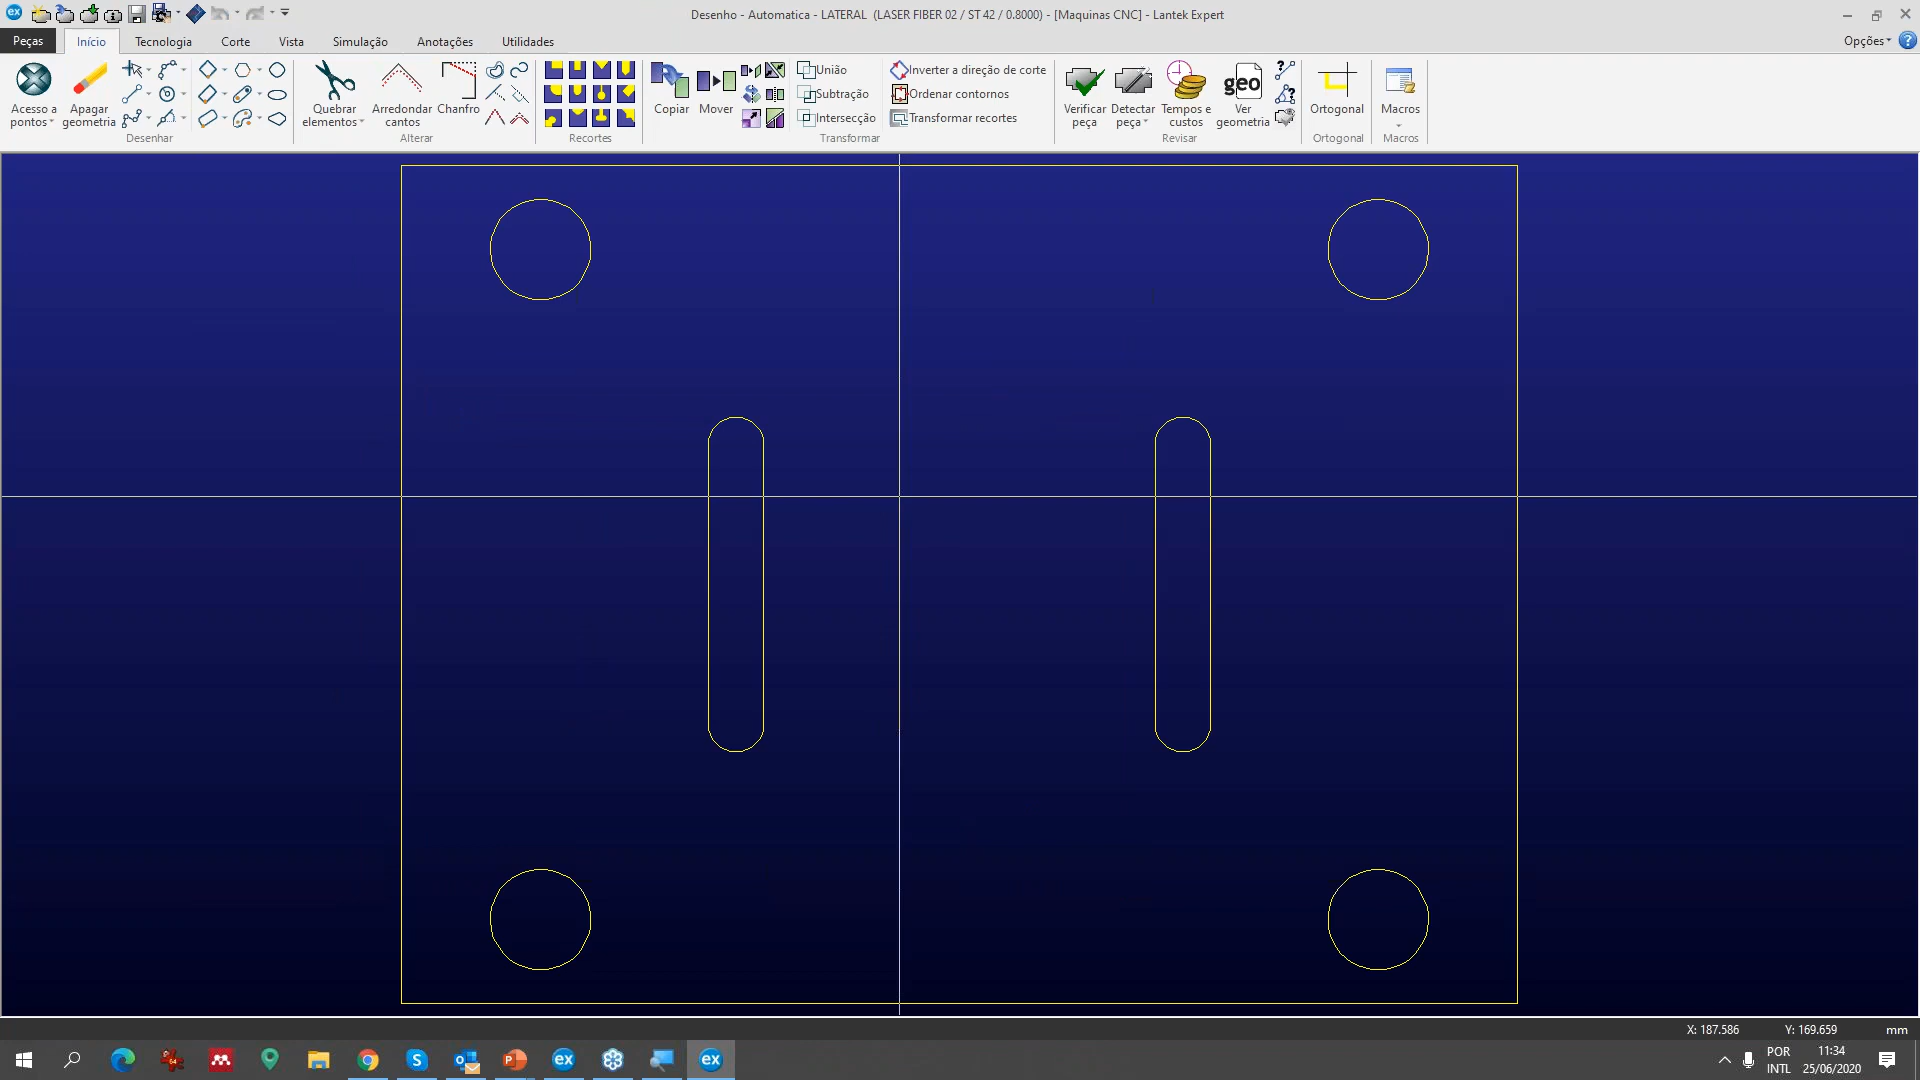 ex
Desenho - Automatica - LATERAL (LASER FIBER 02 / ST 42 / 0.8000) - [Maquinas CNC] - Lantek Expert
Peças
Início
Tecnologia
Corte
Vista
Simulação
Anotações
Utilidades
Opções
?
Acesso a pontos
Apagar geometria
Desenhar
Quebrar elementos
Arredondar cantos
Chanfro
Alterar
Recortes
Copiar
Mover
União
Subtração
Intersecção
Inverter a direção de corte
Ordenar contornos
Transformar recortes
Transformar
Verificar peça
Detectar peça
Tempos e custos
geo
Ver geometria
Revisar
Ortogonal
Ortogonal
Macros
Macros
X: 187.586
Y: 169.659
mm
S
P
ex
ex
POR
INTL
11:34
25/06/2020